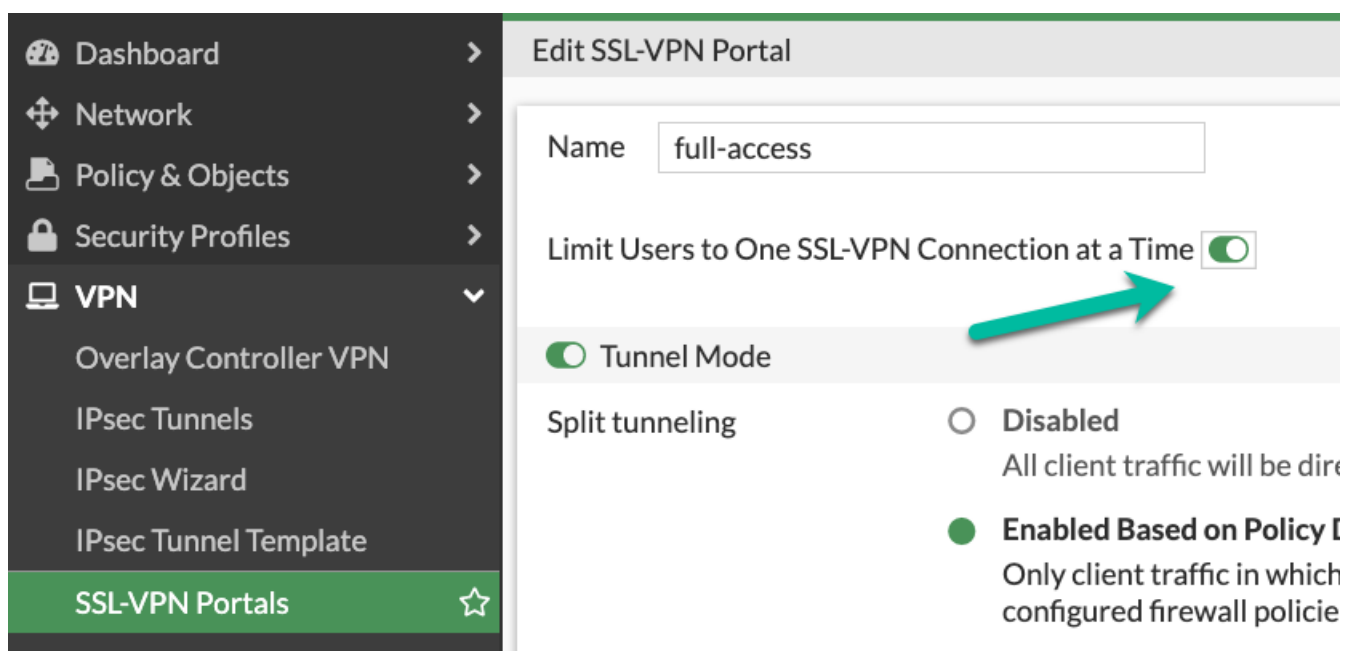 Dashboard
Network
Policy & Objects
Security Profiles
VPN
Overlay Controller VPN
IPsec Tunnels
IPsec Wizard
IPsec Tunnel Template
SSL-VPN Portals
Edit SSL-VPN Portal
Name full-access
Limit Users to One SSL-VPN Connection at a Time
Tunnel Mode
Split tunneling
Disabled
All client traffic will be
Enabled Based on Policy
Only client traffic in which
configured firewall